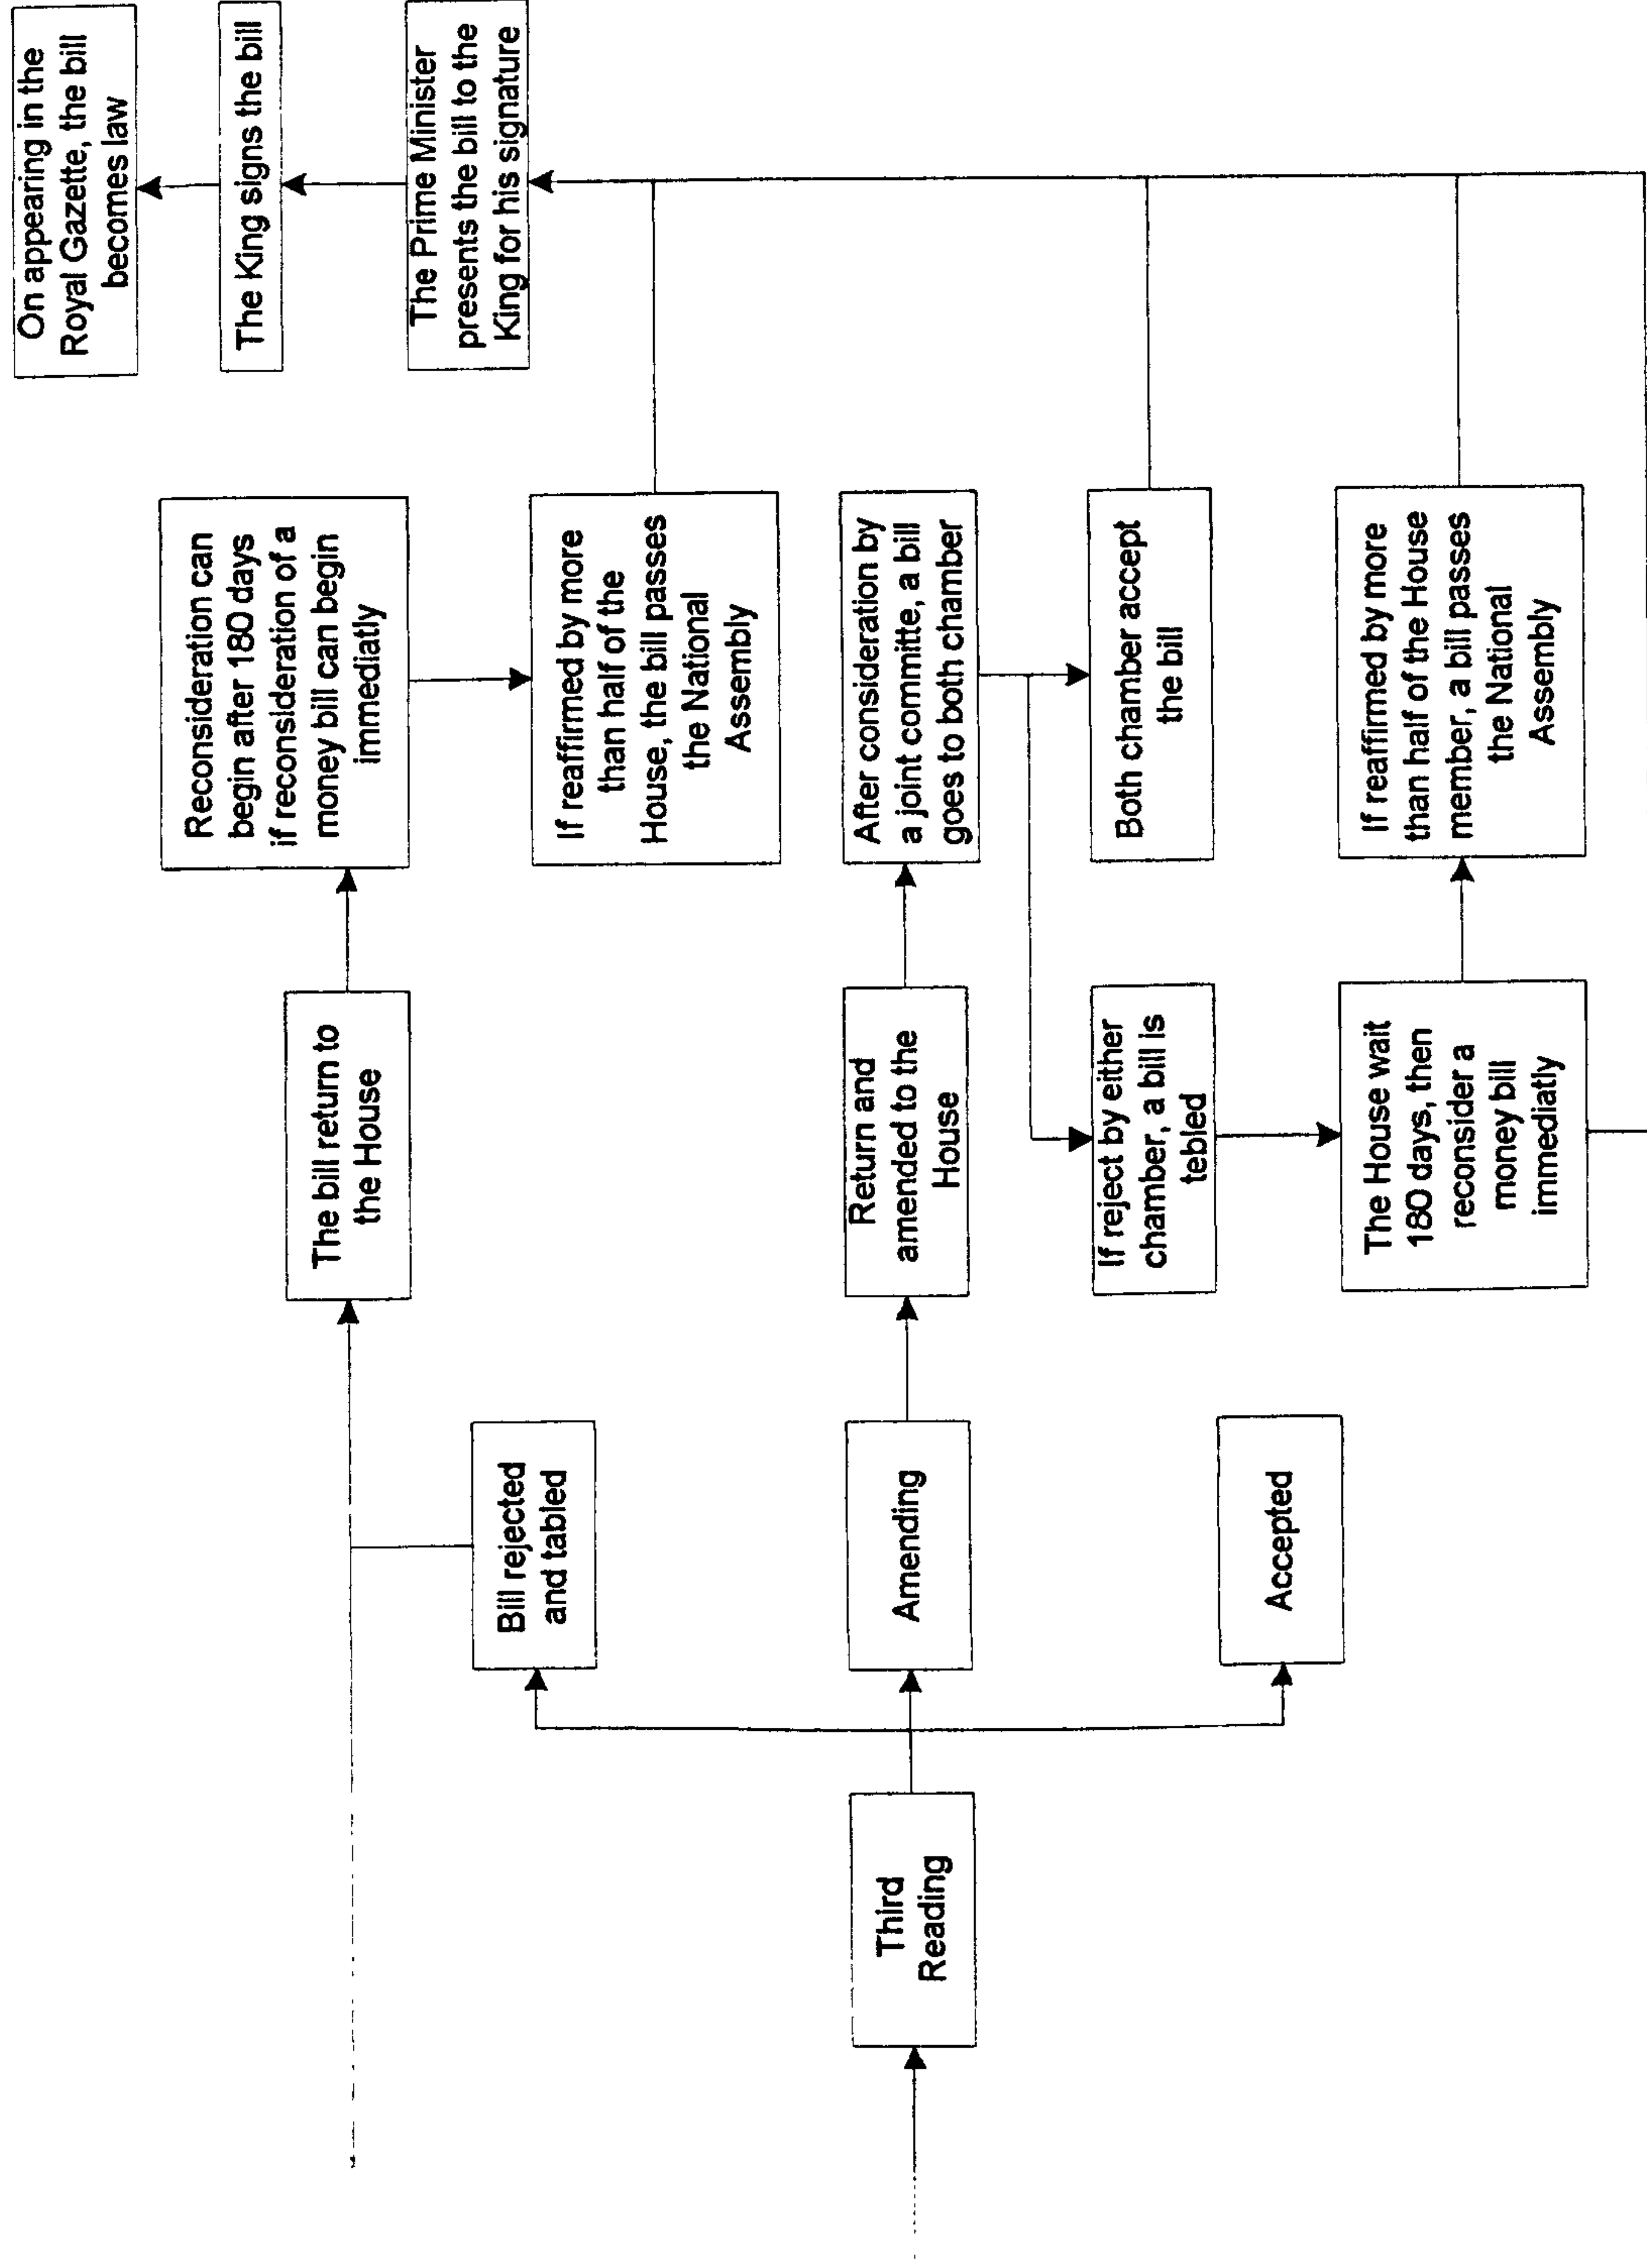 On appearing in the
Royal Gazette, the bill
becomes law
The King signs the bill
The Prime Minister
presents the bill to the
King for his signature
Reconsideration can
begin after 180 days
if reconsideration of a
money bill can begin
immediatly
If reaffirmed by more
than half of the
House, the bill passes
the National
Assembly
After consideration by
a joint committe, a bill
goes to both chamber
Both chamber accept
the bill
If reaffirmed by more
than half of the House
member, a bill passes
the National
Assembly
The bill return to
the House
Return and
amended to the
House
If reject by either
chamber, a bill is
tebled
The House wait
180 days, then
reconsider a
money bill
immediatly
Bill rejected
and tabled
Amending
Accepted
Third
Reading